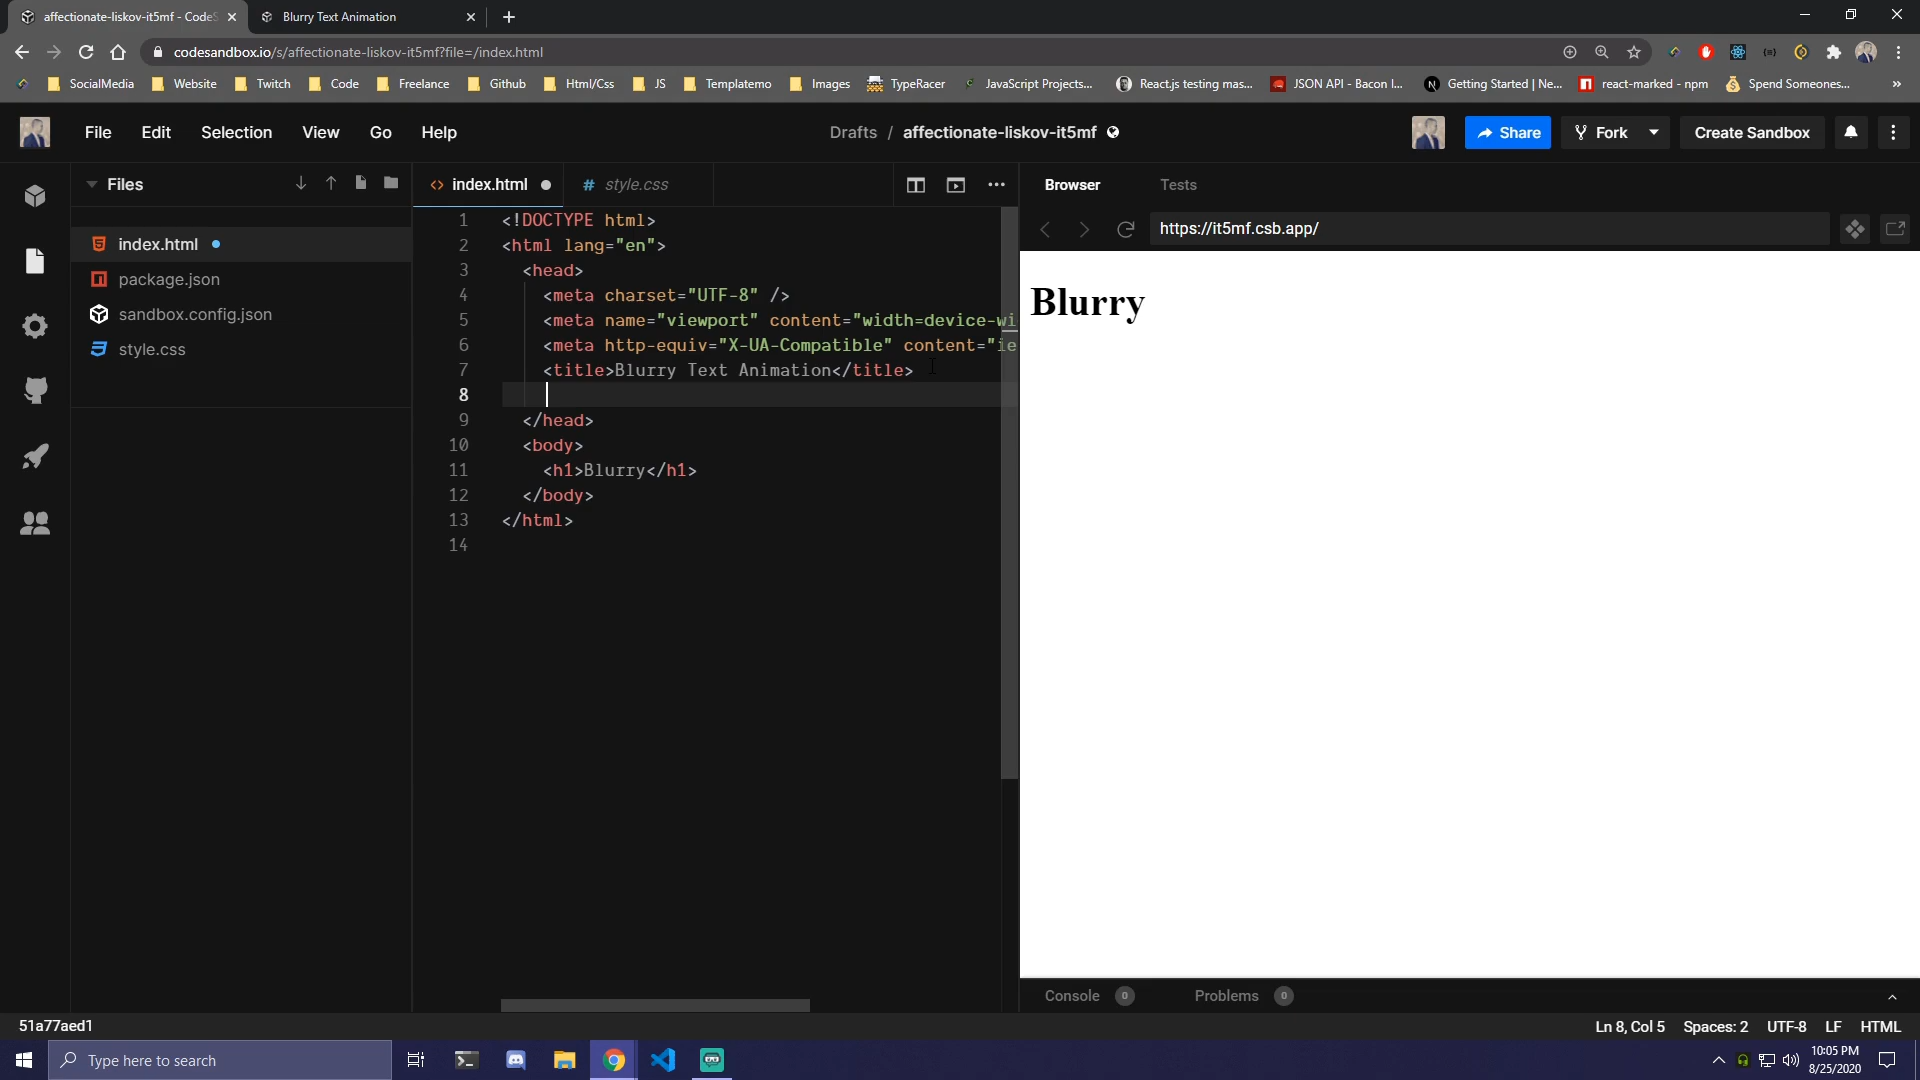 affectionate-liskov-it5mf - CodeS
Blurry Text Animation
codesandbox.io/s/affectionate-liskov-it5mf?file=/index.html
SocialMedia
Website
Twitch
Code
Freelance
Github
Html/Css
JS
Templatemo
Images
TypeRacer
JavaScript Projects...
React.js testing mas...
JSON API - Bacon I...
Getting Started | Ne...
react-marked - npm
Spend Someones...
File
Edit
Selection
View
Go
Help
Drafts / affectionate-liskov-it5mf
Share
Fork
Create Sandbox
Files
index.html
package.json
sandbox.config.json
style.css
index.html
style.css
1 <!DOCTYPE html>
2 <html lang="en">
3 <head>
4 <meta charset="UTF-8" />
5 <meta name="viewport" content="width=device-wi
6 <meta http-equiv="X-UA-Compatible" content="ie
7 <title>Blurry Text Animation</title>
8
9 </head>
10 <body>
11 <h1>Blurry</h1>
12 </body>
13 </html>
14
Browser
Tests
https://it5mf.csb.app/
Blurry
Console 0
Problems 0
51a77aed1
Ln 8, Col 5
Spaces: 2
UTF-8
LF
HTML
Type here to search
10:05 PM
8/25/2020